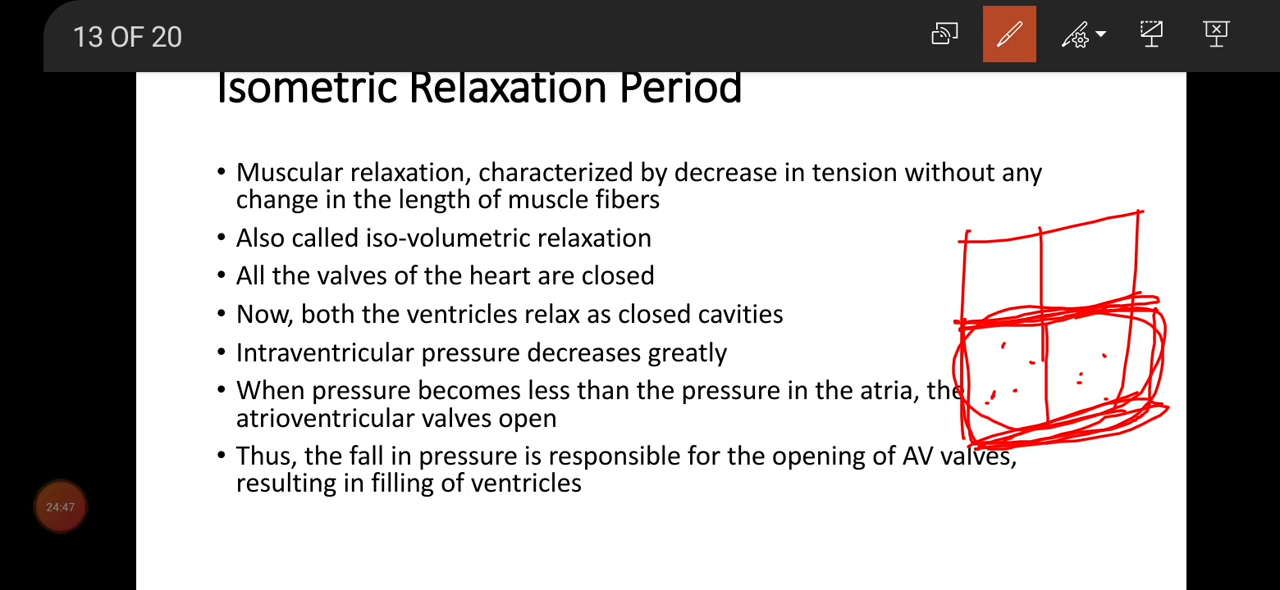 13 OF 20
Isometric Relaxation Period
• Muscular relaxation, characterized by decrease in tension without any
change in the length of muscle fibers
• Also called iso-volumetric relaxation
• All the valves of the heart are closed
• Now, both the ventricles relax as closed cavities
• Intraventricular pressure decreases greatly
• When pressure becomes less than the pressure in the atria, the
atrioventricular valves open
• Thus, the fall in pressure is responsible for the opening of AV valves,
resulting in filling of ventricles
24:47